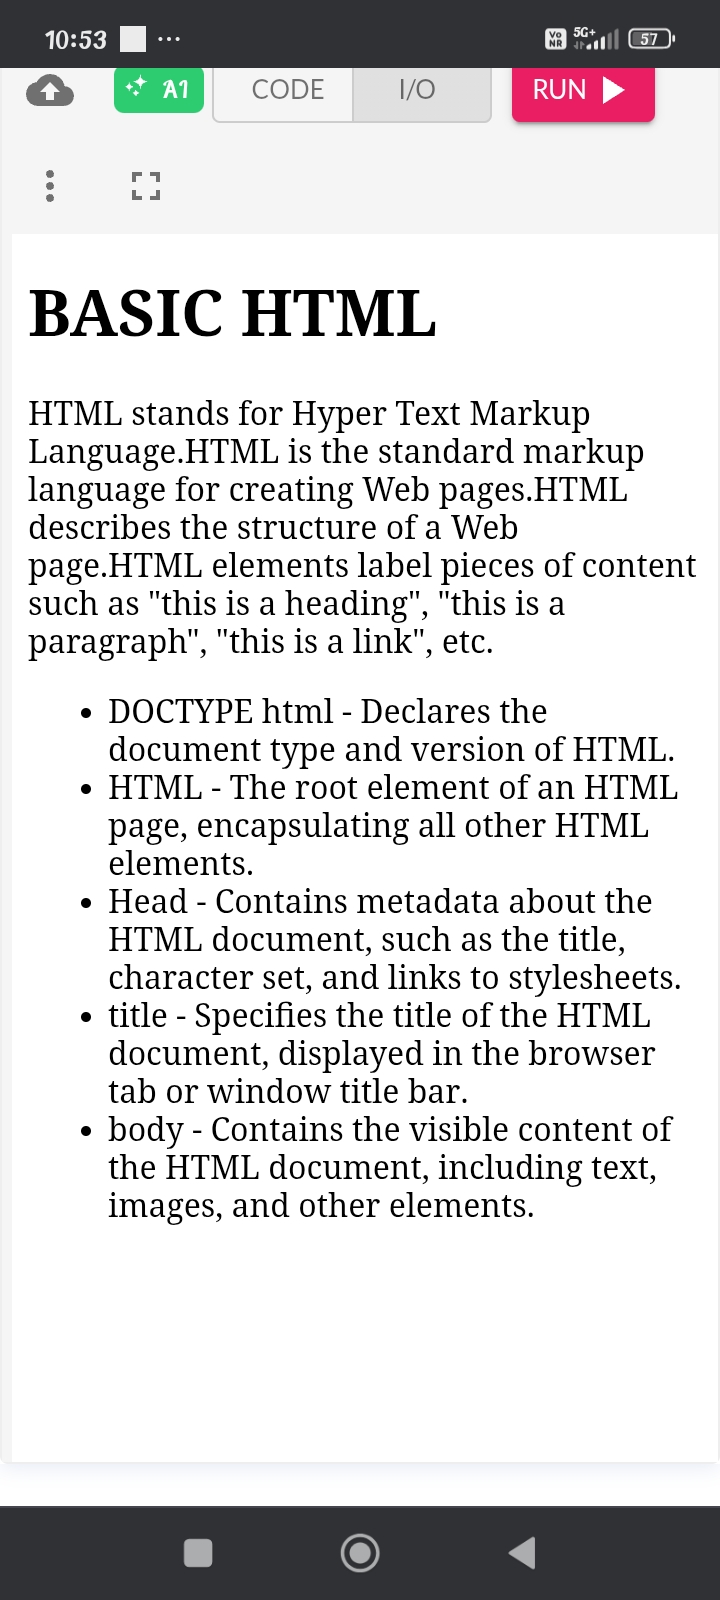 10:53 ... Vo NR 5G+ 57
A1 CODE I/O RUN
BASIC HTML
HTML stands for Hyper Text Markup
Language.HTML is the standard markup
language for creating Web pages.HTML
describes the structure of a Web
page.HTML elements label pieces of content
such as "this is a heading", "this is a
paragraph", "this is a link", etc.
• DOCTYPE html - Declares the
document type and version of HTML.
• HTML - The root element of an HTML
page, encapsulating all other HTML
elements.
• Head - Contains metadata about the
HTML document, such as the title,
character set, and links to stylesheets.
• title - Specifies the title of the HTML
document, displayed in the browser
tab or window title bar.
• body - Contains the visible content of
the HTML document, including text,
images, and other elements.